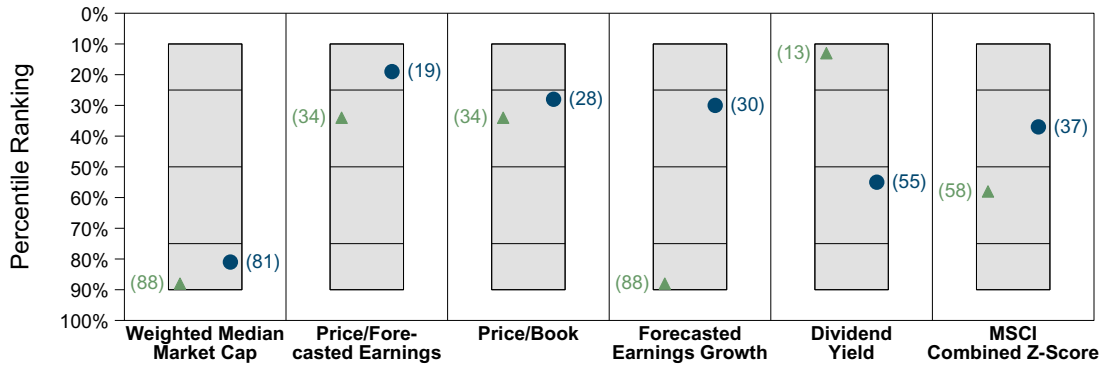 Percentile Ranking
0%
10%
20%
30%
40%
50%
60%
70%
80%
90%
100%
(88)
(81)
(34)
(19)
(34)
(28)
(88)
(30)
(13)
(55)
(58)
(37)
Weighted Median
Market Cap
Price/Fore-
casted Earnings
Price/Book
Forecasted
Earnings Growth
Dividend
Yield
MSCI
Combined Z-Score